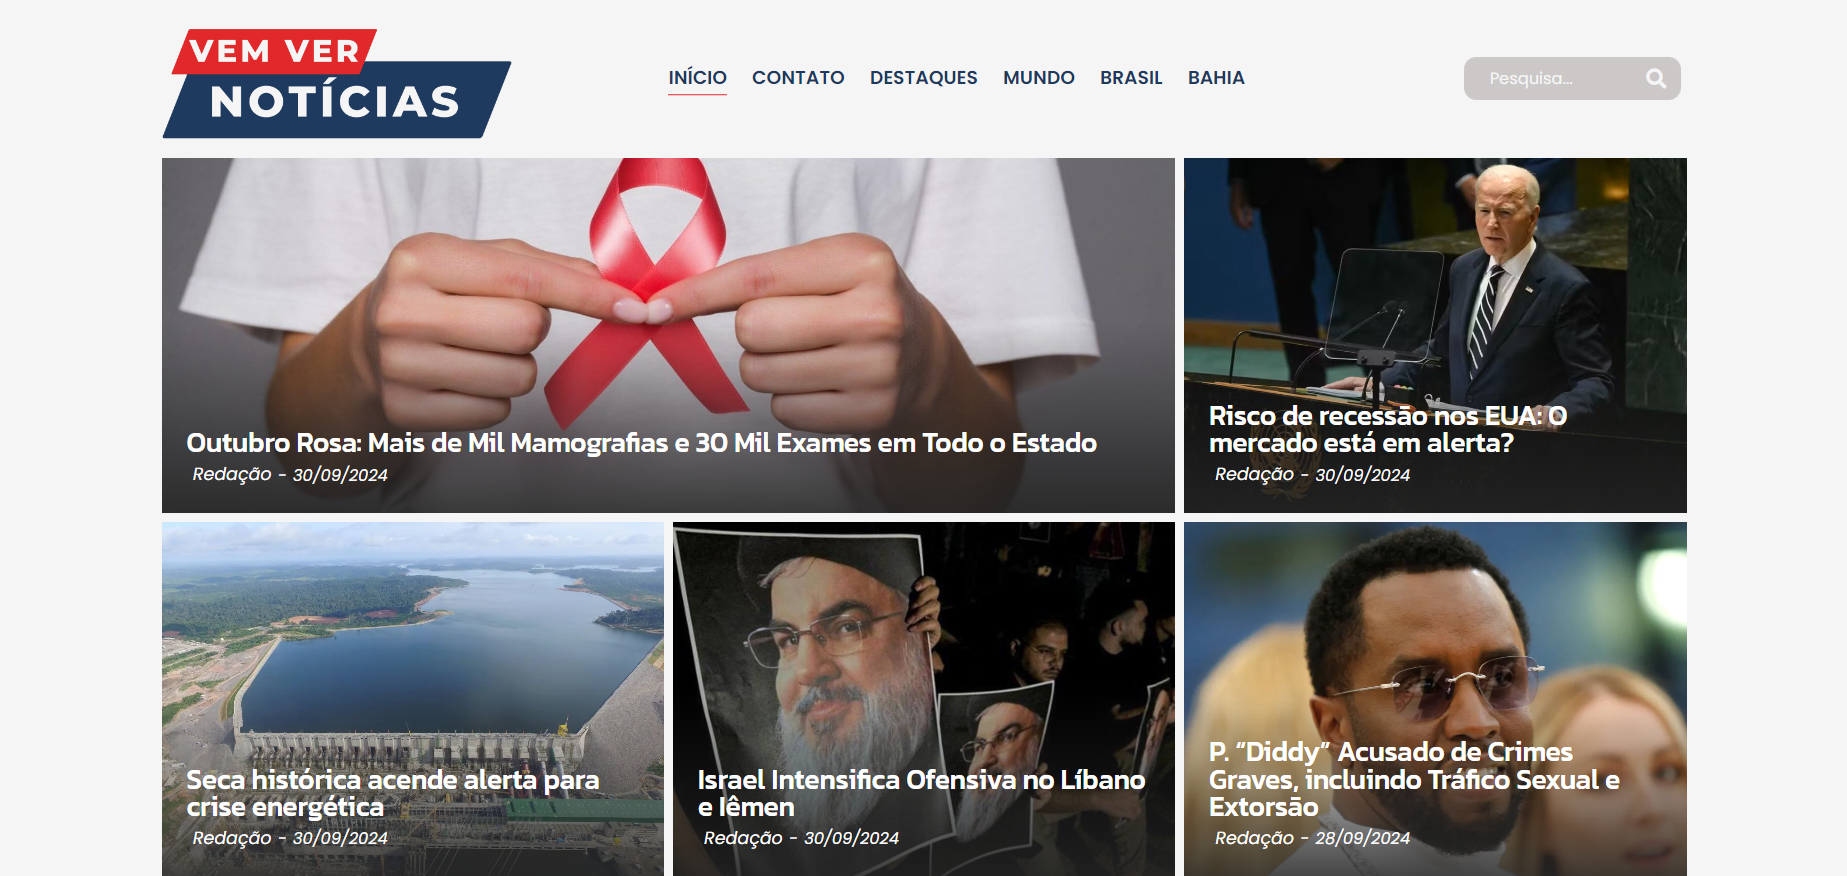 VEM VER
NOTÍCIAS
INÍCIO CONTATO DESTAQUES MUNDO BRASIL BAHIA
Pesquisa...
Outubro Rosa: Mais de Mil Mamografias e 30 Mil Exames em Todo o Estado
Redação - 30/09/2024
Risco de recessão nos EUA: O
mercado está em alerta?
Redação - 30/09/2024
Seca histórica acende alerta para
crise energética
Redação - 30/09/2024
Israel Intensifica Ofensiva no Líbano
e Iêmen
Redação - 30/09/2024
P. “Diddy” Acusado de Crimes
Graves, incluindo Tráfico Sexual e
Extorsão
Redação - 28/09/2024